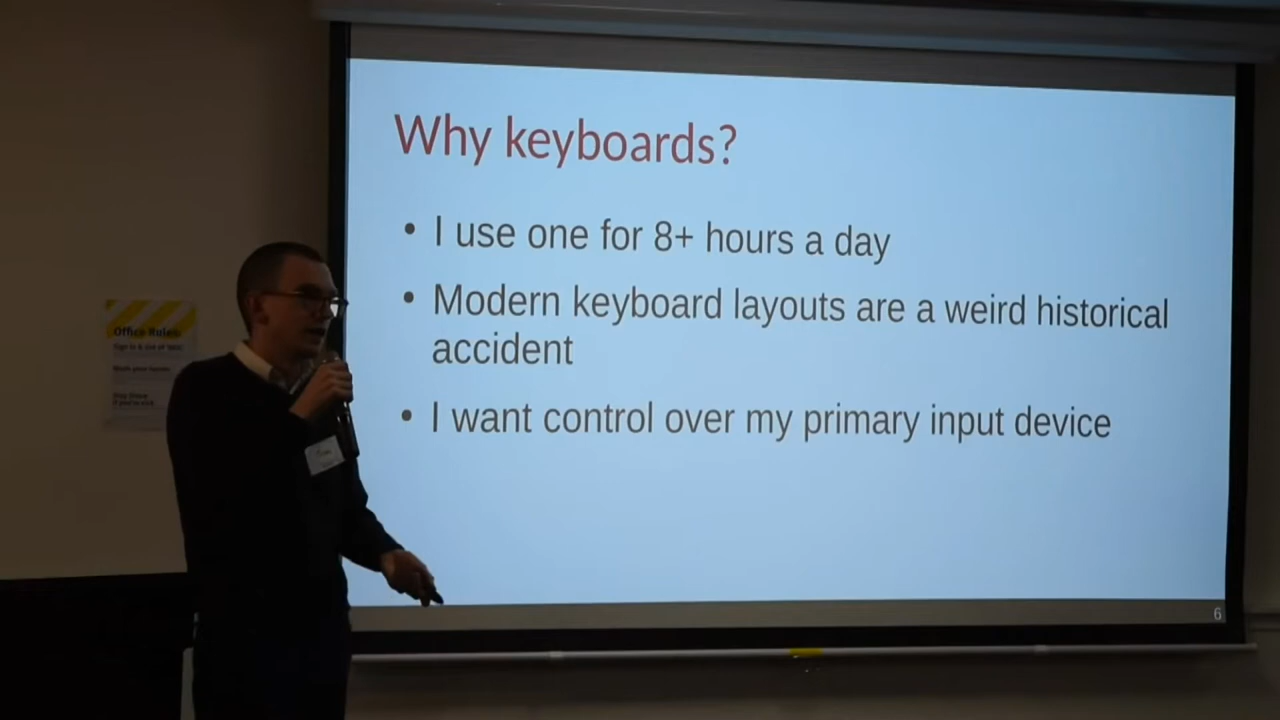 Why keyboards?
• I use one for 8+ hours a day
• Modern keyboard layouts are a weird historical
accident
• I want control over my primary input device
6
Office Rules